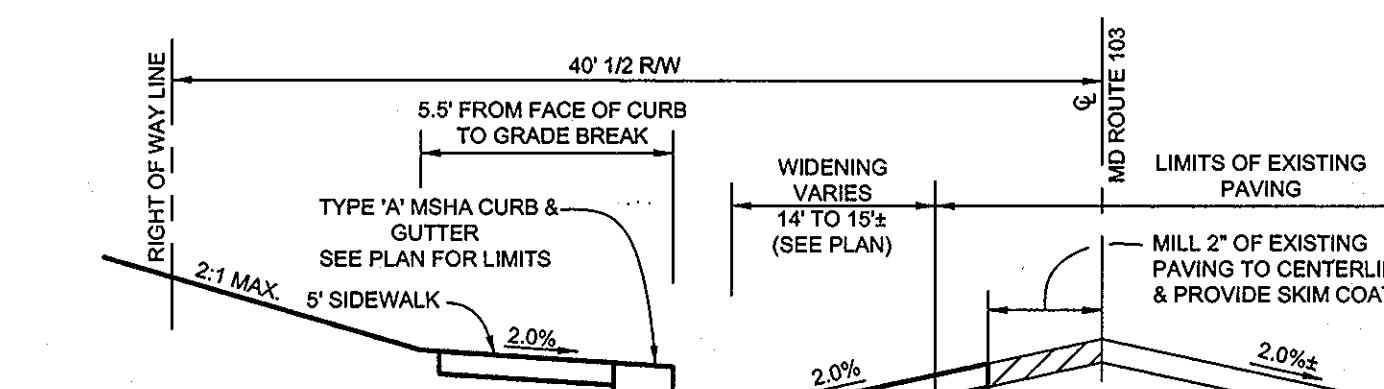 RIGHT OF WAY LINE
40' 1/2 R/W
MD ROUTE 103
5.5' FROM FACE OF CURB
TO GRADE BREAK
WIDENING
VARIES
14' TO 15'±
(SEE PLAN)
LIMITS OF EXISTING
PAVING
TYPE 'A' MSHA CURB &
GUTTER
SEE PLAN FOR LIMITS
MILL 2" OF EXISTING
PAVING TO CENTERLI
& PROVIDE SKIM COA
2:1 MAX.
5' SIDEWALK
2.0%
2.0%
2.0%±